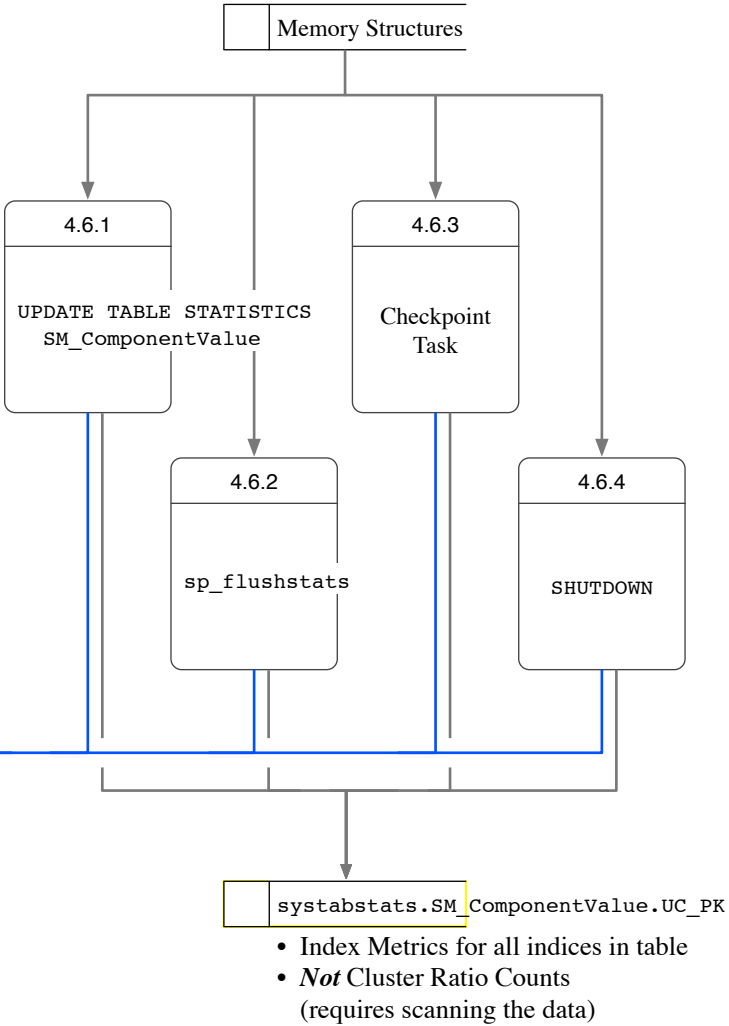 Memory Structures
4.6.1
UPDATE TABLE STATISTICS
SM_ComponentValue
4.6.3
Checkpoint
Task
4.6.2
sp_flushstats
4.6.4
SHUTDOWN
systabstats.SM_ComponentValue.UC_PK
• Index Metrics for all indices in table
• Not Cluster Ratio Counts
(requires scanning the data)